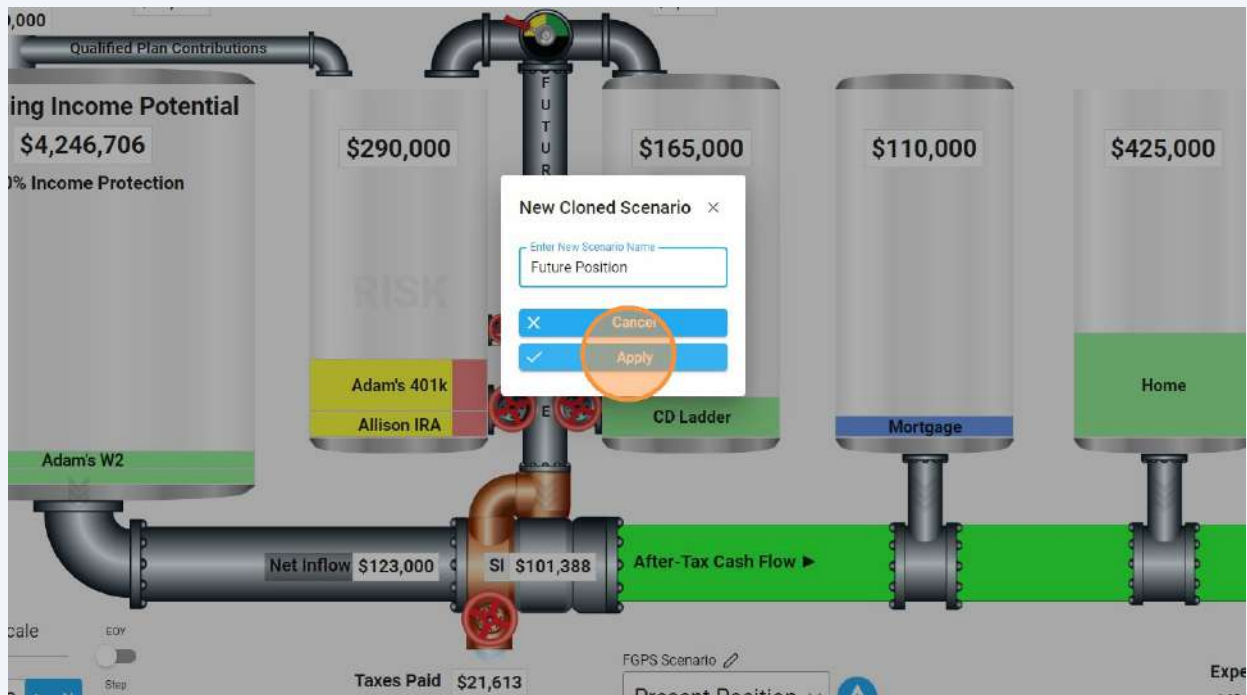 ,000
Qualified Plan Contributions
ing Income Potential
$4,246,706
% Income Protection
$290,000
$165,000
$110,000
$425,000
F
U
T
U
R
E
RISK
New Cloned Scenario ×
Enter New Scenario Name
Future Position
Cancel
Apply
Adam's 401k
Allison IRA
CD Ladder
Mortgage
Home
Adam's W2
Net Inflow $123,000
SI $101,388
After-Tax Cash Flow ►
cale
EOY
Step
Taxes Paid $21,613
FGPS Scenario
Present Position
Expe